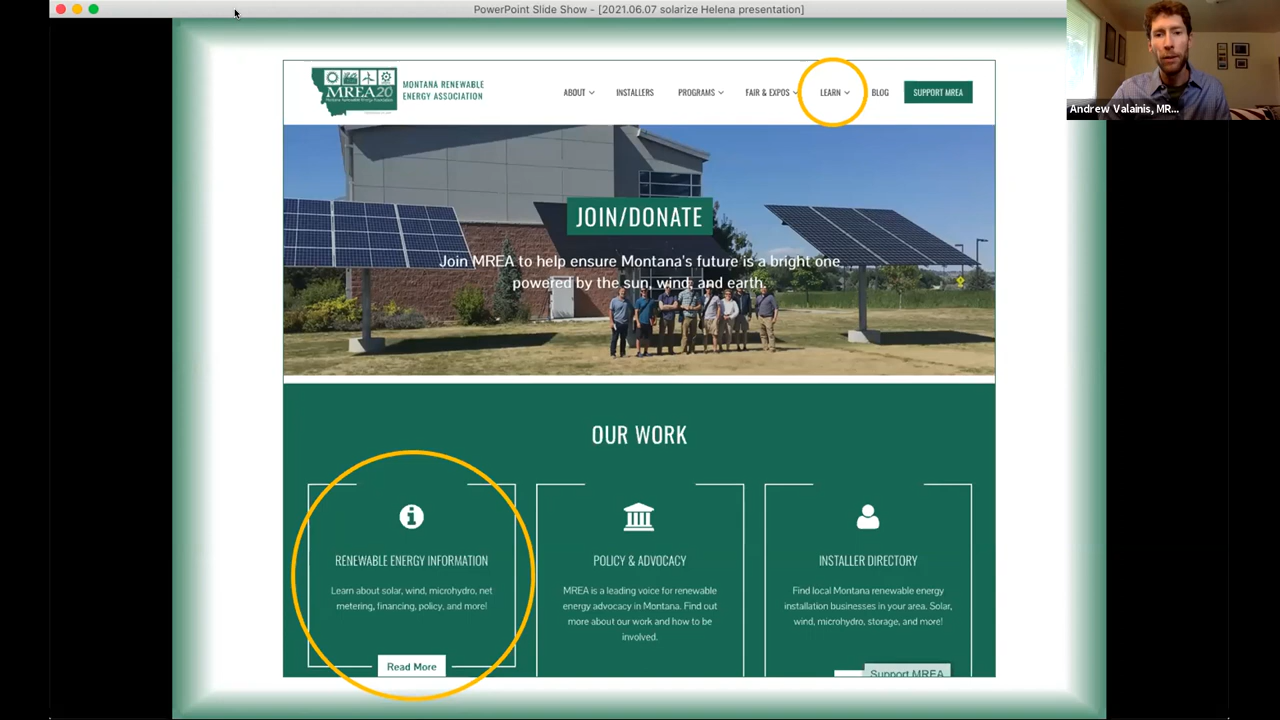 PowerPoint Slide Show - [2021.06.07 solarize Helena presentation]
Andrew Valainis, MR...
MREA20
MONTANA RENEWABLE
ENERGY ASSOCIATION
ABOUT
INSTALLERS
PROGRAMS
FAIR & EXPOS
LEARN
BLOG
SUPPORT MREA
JOIN/DONATE
Join MREA to help ensure Montana's future is a bright one
powered by the sun, wind, and earth.
OUR WORK
RENEWABLE ENERGY INFORMATION
Learn about solar, wind, microhydro, net
metering, financing, policy, and more!
Read More
POLICY & ADVOCACY
MREA is a leading voice for renewable
energy advocacy in Montana. Find out
more about our work and how to be
involved.
INSTALLER DIRECTORY
Find local Montana renewable energy
installation businesses in your area. Solar,
wind, microhydro, storage, and more!
Support MREA